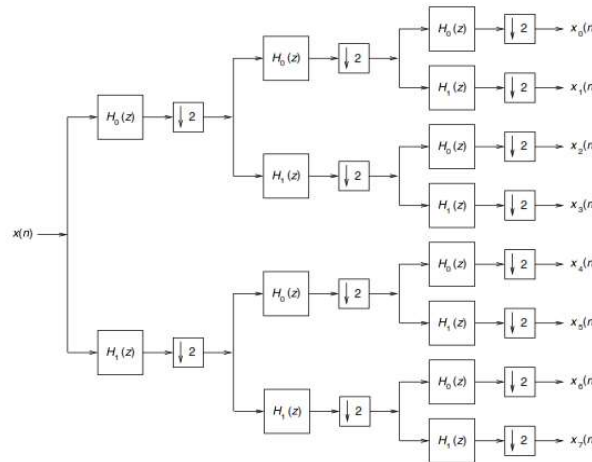 H₀(z) ↓ 2 x₀(n
H₀(z) ↓ 2
H₁(z) ↓ 2 x₁(n
H₀(z) ↓ 2
H₀(z) ↓ 2 x₂(n
H₁(z) ↓ 2
H₁(z) ↓ 2 x₃(n
x(n)
H₀(z) ↓ 2 x₄(n
H₀(z) ↓ 2
H₁(z) ↓ 2 x₅(n
H₁(z) ↓ 2
H₀(z) ↓ 2 x₆(n
H₁(z) ↓ 2
H₁(z) ↓ 2 x₇(n